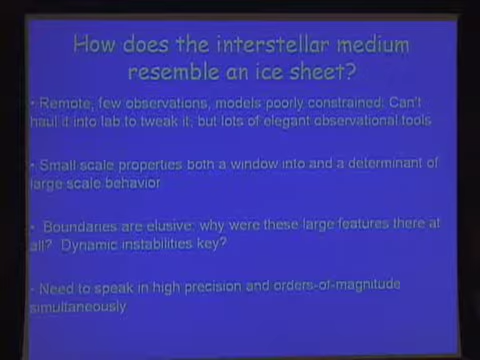 How does the interstellar medium
resemble an ice sheet?
• Remote, few observations, models poorly constrained. Can't
haul it into lab to tweak it, but lots of elegant observational tools
• Small scale properties both a window into and a determinant of
large scale behavior
• Boundaries are elusive: why were these large features there at
all? Dynamic instabilities key?
• Need to speak in high precision and orders-of-magnitude
simultaneously